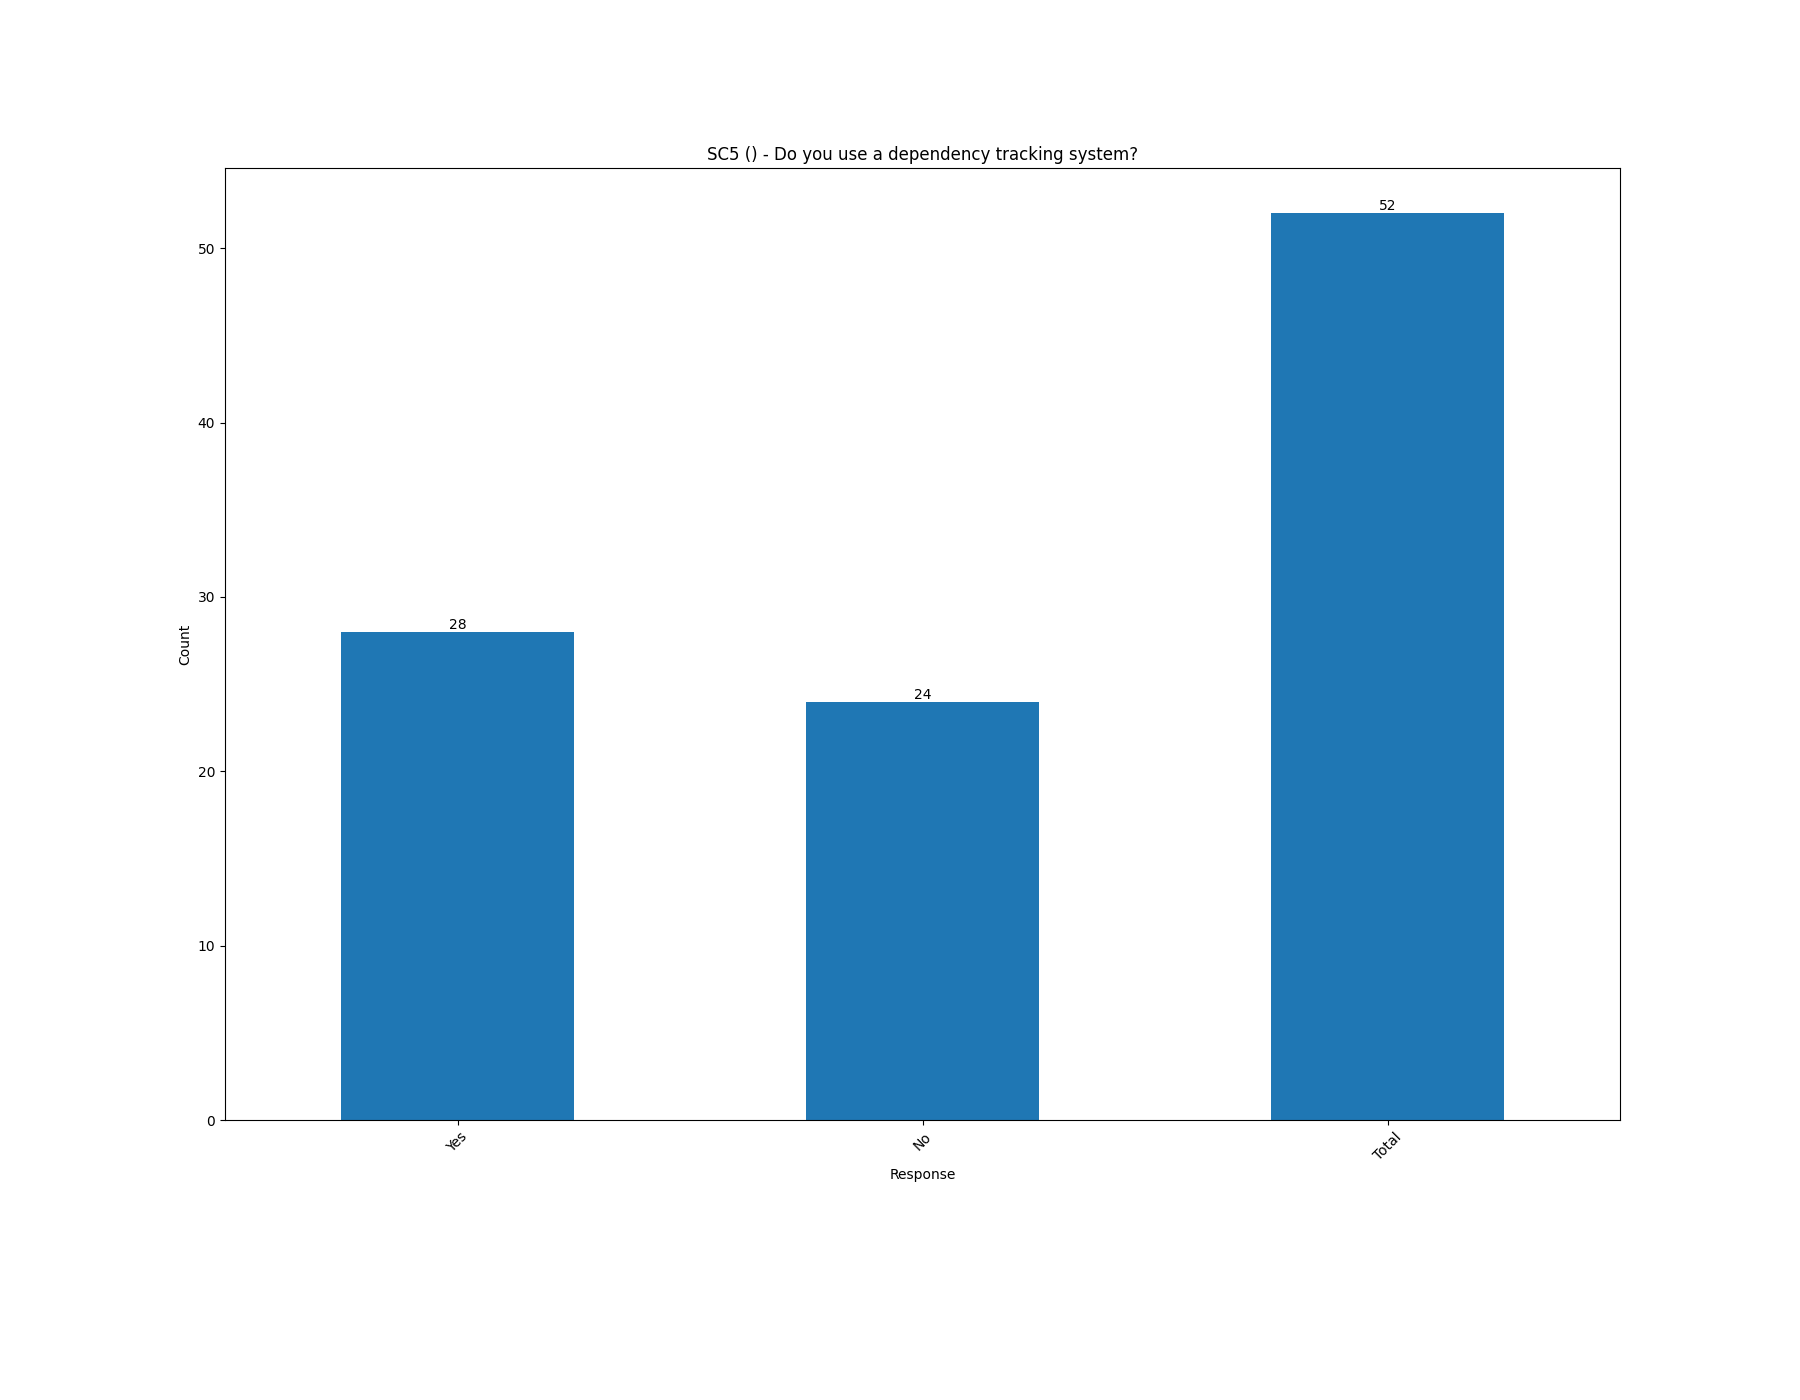 SC5 () - Do you use a dependency tracking system?
52
50
40
30
28
24
20
10
0
Count
Yes
No
Total
Response